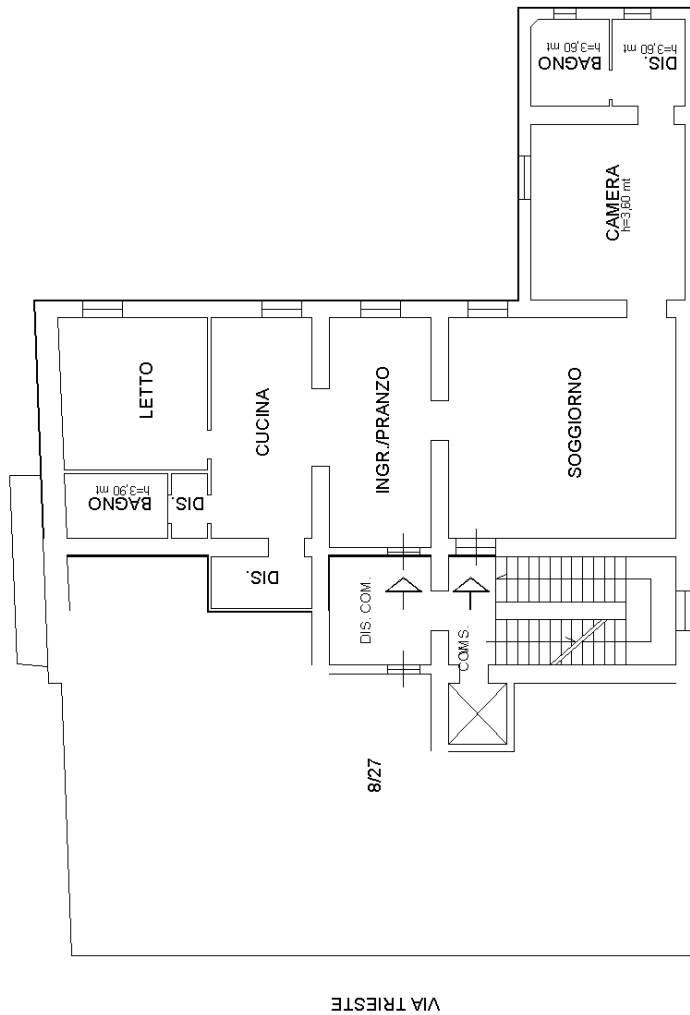 BAGNO
h=3,60 mt
DIS.
h=3,60 mt
CAMERA
h=3,60 mt
LETTO
CUCINA
INGR./PRANZO
SOGGIORNO
BAGNO
h=3,90 mt
DIS.
DIS.
DIS. COM.
COMS.
8/27
VIA TRIESTE